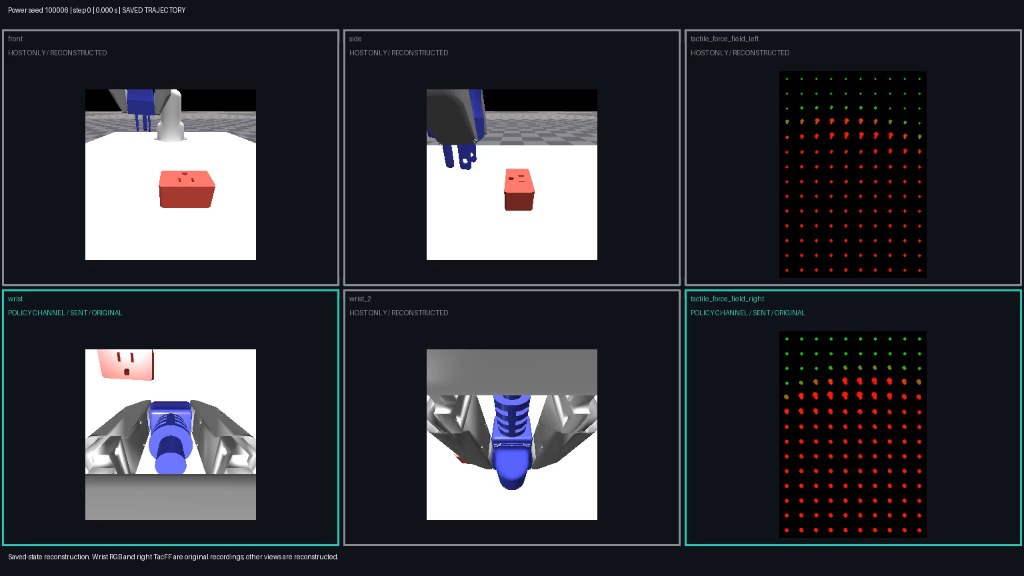 Power seed 100006 | step 0 | 0.000 s | SAVED TRAJECTORY
front
HOST ONLY / RECONSTRUCTED
side
HOST ONLY / RECONSTRUCTED
tactile_force_field_left
HOST ONLY / RECONSTRUCTED
wrist
POLICY CHANNEL / SENT / ORIGINAL
wrist_2
HOST ONLY / RECONSTRUCTED
tactile_force_field_right
POLICY CHANNEL / SENT / ORIGINAL
Saved-state reconstruction. Wrist RGB and right TacFF are original recordings; other views are reconstructed.